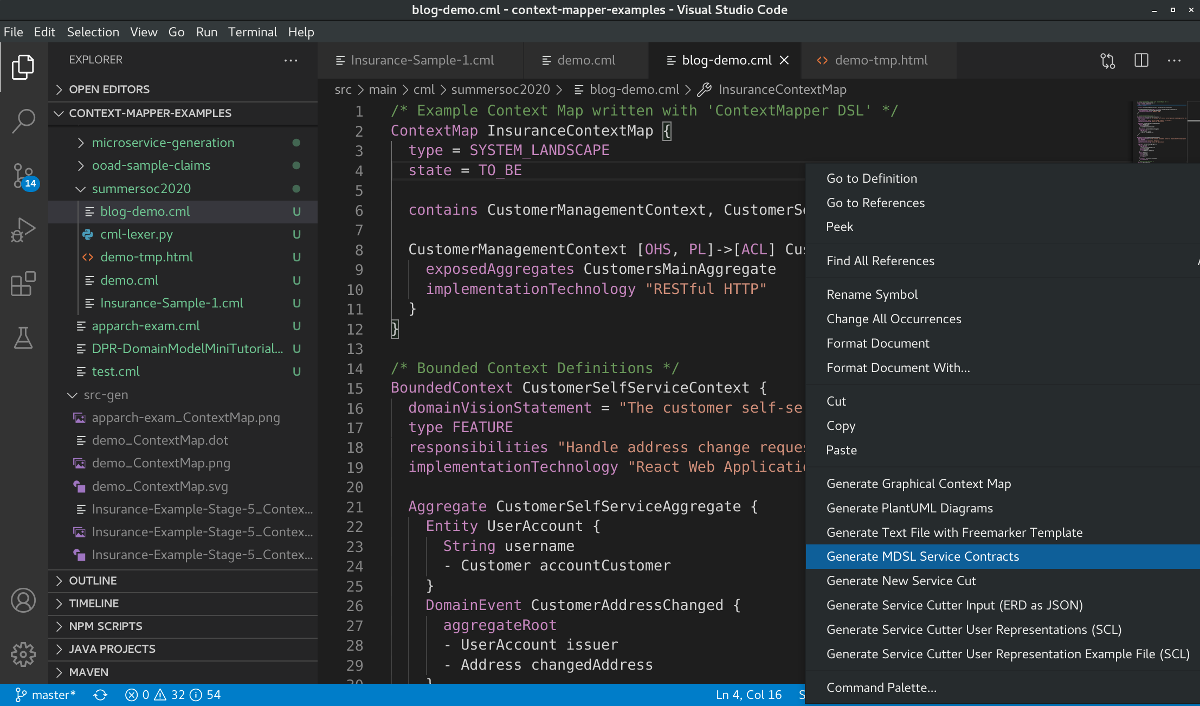 blog-demo.cml - context-mapper-examples - Visual Studio Code
File Edit Selection View Go Run Terminal Help
EXPLORER
OPEN EDITORS
CONTEXT-MAPPER-EXAMPLES
microservice-generation
ooad-sample-claims
summersoc2020
blog-demo.cml U
cml-lexer.py U
demo-tmp.html U
demo.cml U
Insurance-Sample-1.cml U
apparch-exam.cml U
DPR-DomainModelMiniTutorial... U
test.cml U
src-gen
apparch-exam_ContextMap.png
demo_ContextMap.dot
demo_ContextMap.png
demo_ContextMap.svg
Insurance-Example-Stage-5_Contex...
Insurance-Example-Stage-5_Contex...
Insurance-Example-Stage-5_Contex...
OUTLINE
TIMELINE
NPM SCRIPTS
JAVA PROJECTS
MAVEN
14
Insurance-Sample-1.cml demo.cml blog-demo.cml demo-tmp.html
src > main > cml > summersoc2020 > blog-demo.cml > InsuranceContextMap
1 /* Example Context Map written with 'ContextMapper DSL' */
2 ContextMap InsuranceContextMap {
3 type = SYSTEM_LANDSCAPE
4 state = TO_BE
5
6 contains CustomerManagementContext, CustomerSe
7
8 CustomerManagementContext [OHS, PL]->[ACL] Cus
9 exposedAggregates CustomersMainAggregate
10 implementationTechnology "RESTful HTTP"
11 }
12 }
13
14 /* Bounded Context Definitions */
15 BoundedContext CustomerSelfServiceContext {
16 domainVisionStatement = "The customer self-se
17 type FEATURE
18 responsibilities "Handle address change reques
19 implementationTechnology "React Web Applicatio
20
21 Aggregate CustomerSelfServiceAggregate {
22 Entity UserAccount {
23 String username
24 - Customer accountCustomer
25 }
26 DomainEvent CustomerAddressChanged {
27 aggregateRoot
28 - UserAccount issuer
29 - Address changedAddress
30 }
Go to Definition
Go to References
Peek
Find All References
Rename Symbol
Change All Occurrences
Format Document
Format Document With...
Cut
Copy
Paste
Generate Graphical Context Map
Generate PlantUML Diagrams
Generate Text File with Freemarker Template
Generate MDSL Service Contracts
Generate New Service Cut
Generate Service Cutter Input (ERD as JSON)
Generate Service Cutter User Representations (SCL)
Generate Service Cutter User Representation Example File (SCL)
Command Palette...
master* 0 32 54 Ln 4, Col 16 S